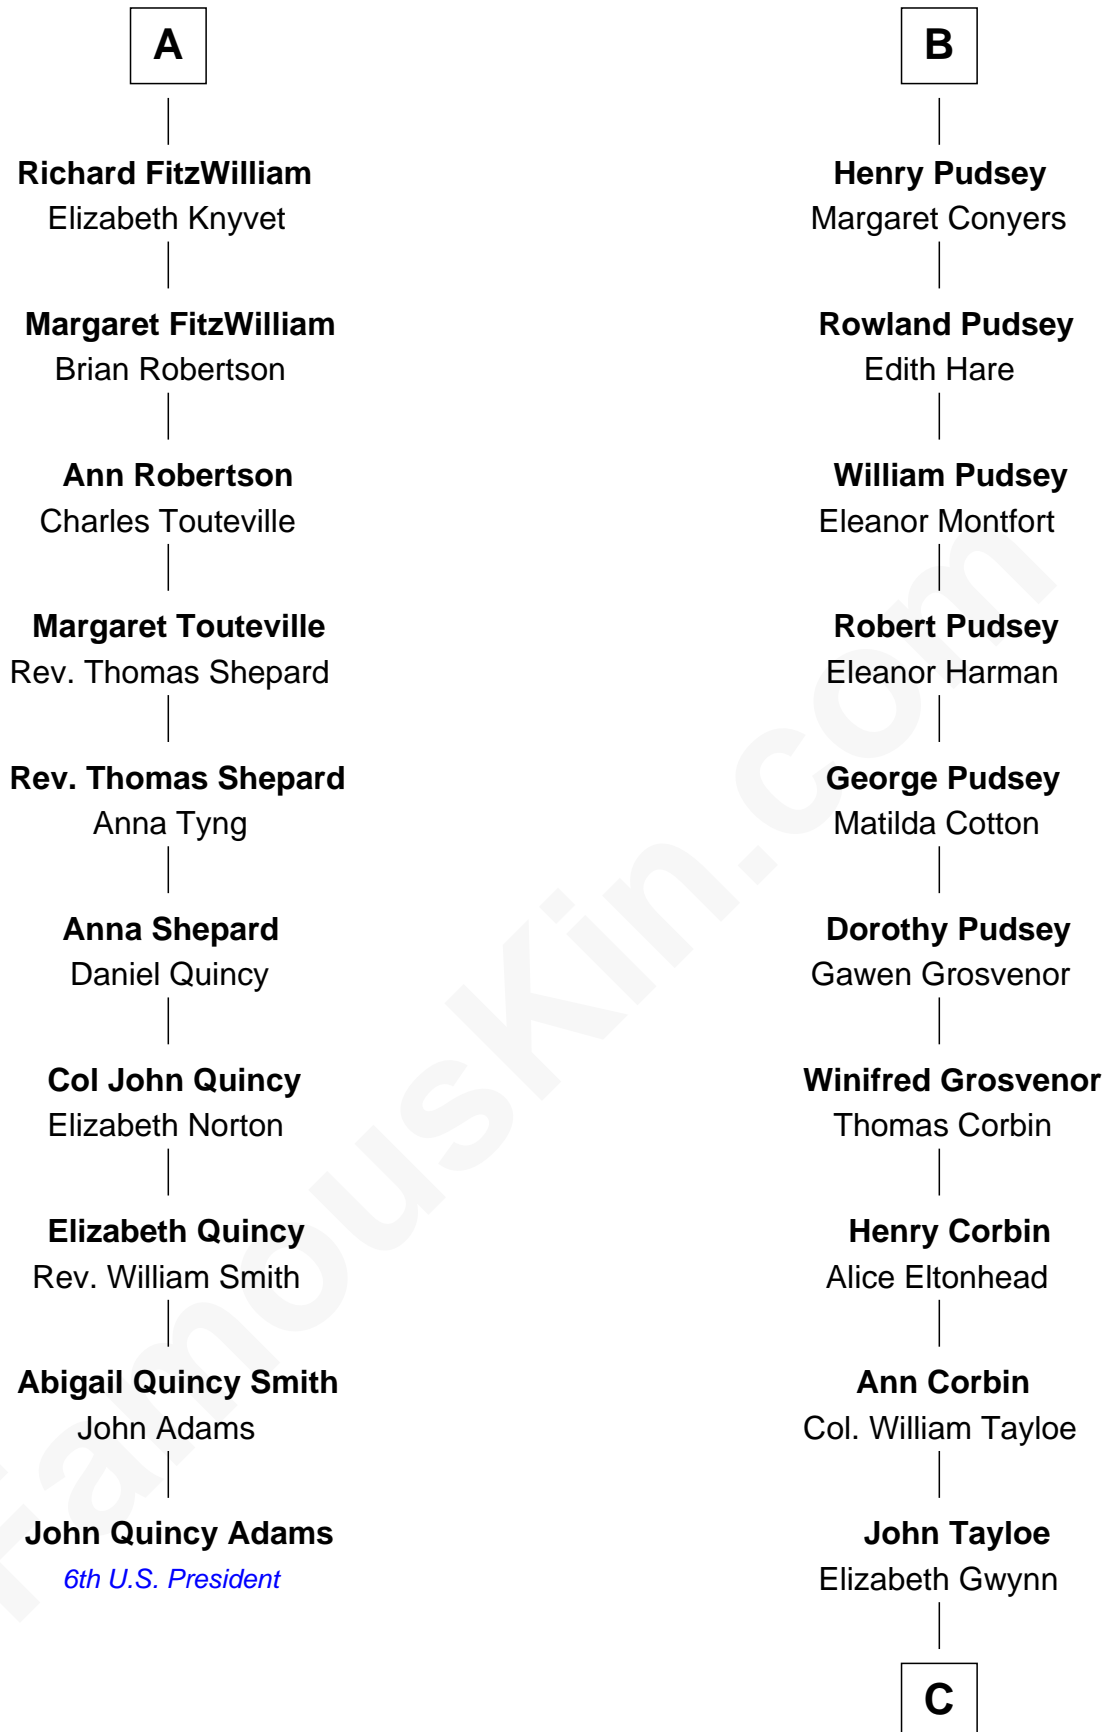 A
Richard FitzWilliam
Elizabeth Knyvet
Margaret FitzWilliam
Brian Robertson
Ann Robertson
Charles Touteville
Margaret Touteville
Rev. Thomas Shepard
Rev. Thomas Shepard
Anna Tyng
Anna Shepard
Daniel Quincy
Col John Quincy
Elizabeth Norton
Elizabeth Quincy
Rev. William Smith
Abigail Quincy Smith
John Adams
John Quincy Adams
6th U.S. President
B
Henry Pudsey
Margaret Conyers
Rowland Pudsey
Edith Hare
William Pudsey
Eleanor Montfort
Robert Pudsey
Eleanor Harman
George Pudsey
Matilda Cotton
Dorothy Pudsey
Gawen Grosvenor
Winifred Grosvenor
Thomas Corbin
Henry Corbin
Alice Eltonhead
Ann Corbin
Col. William Tayloe
John Tayloe
Elizabeth Gwynn
C
FamousKin.com